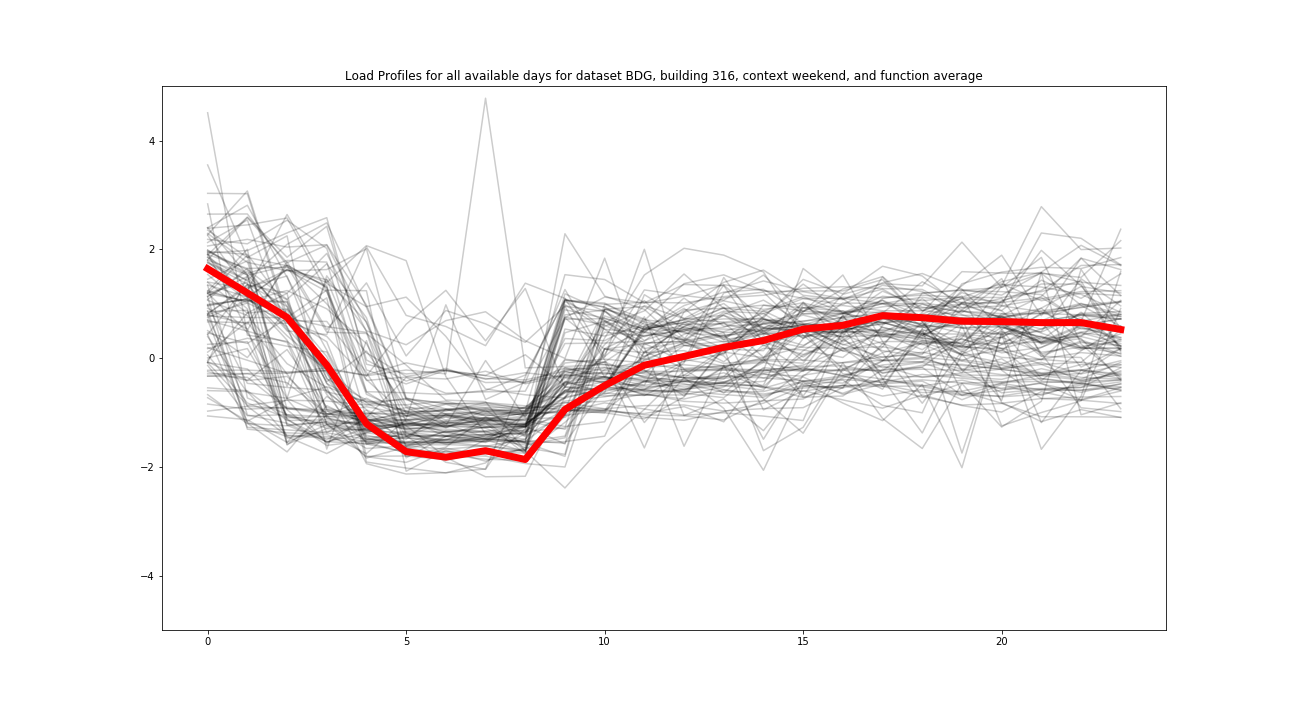 Load Profiles for all available days for dataset BDG, building 316, context weekend, and function average
4
2
0
−2
−4
0 5 10 15 20